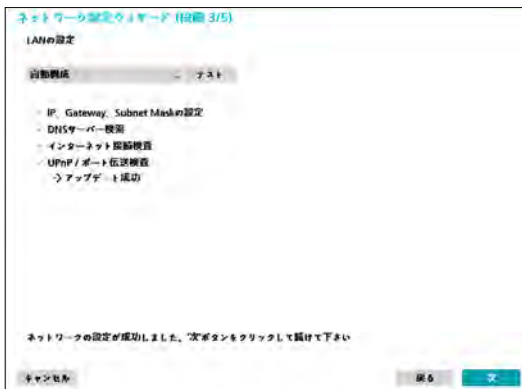 ネットワーク設定ウィザード (段階 3/5)
LANの設定
自動構成 テスト
- IP、Gateway、Subnet Maskの設定
- DNSサーバー検索
- インターネット接続検査
- UPnP / ポート伝送検査
-> アップデート成功
ネットワークの設定が成功しました。"次"ボタンをクリックして続けて下さい
キャンセル 戻る 次